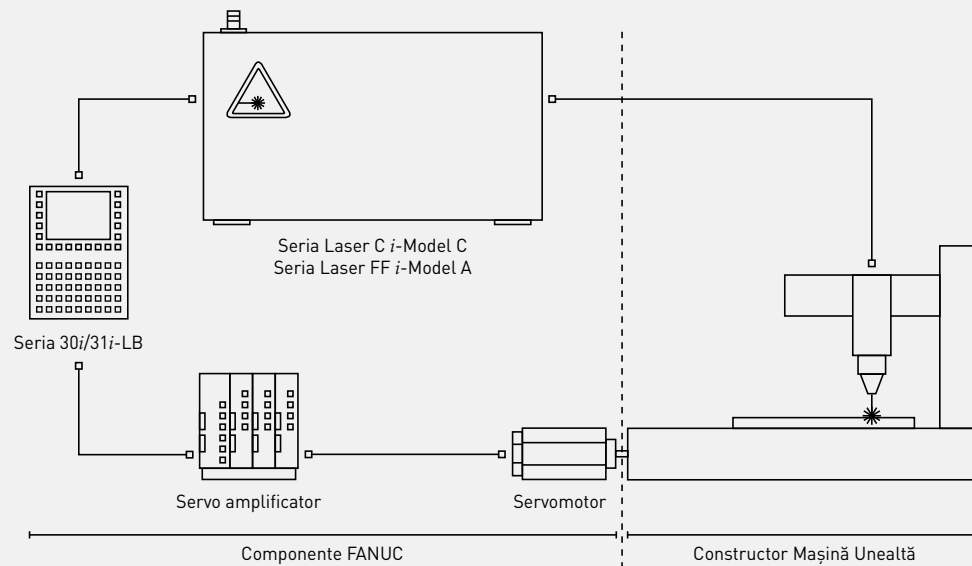 Seria Laser C i-Model C
Seria Laser FF i-Model A
Seria 30i/31i-LB
Servo amplificator
Servomotor
Componente FANUC
Constructor Mașină Unealtă